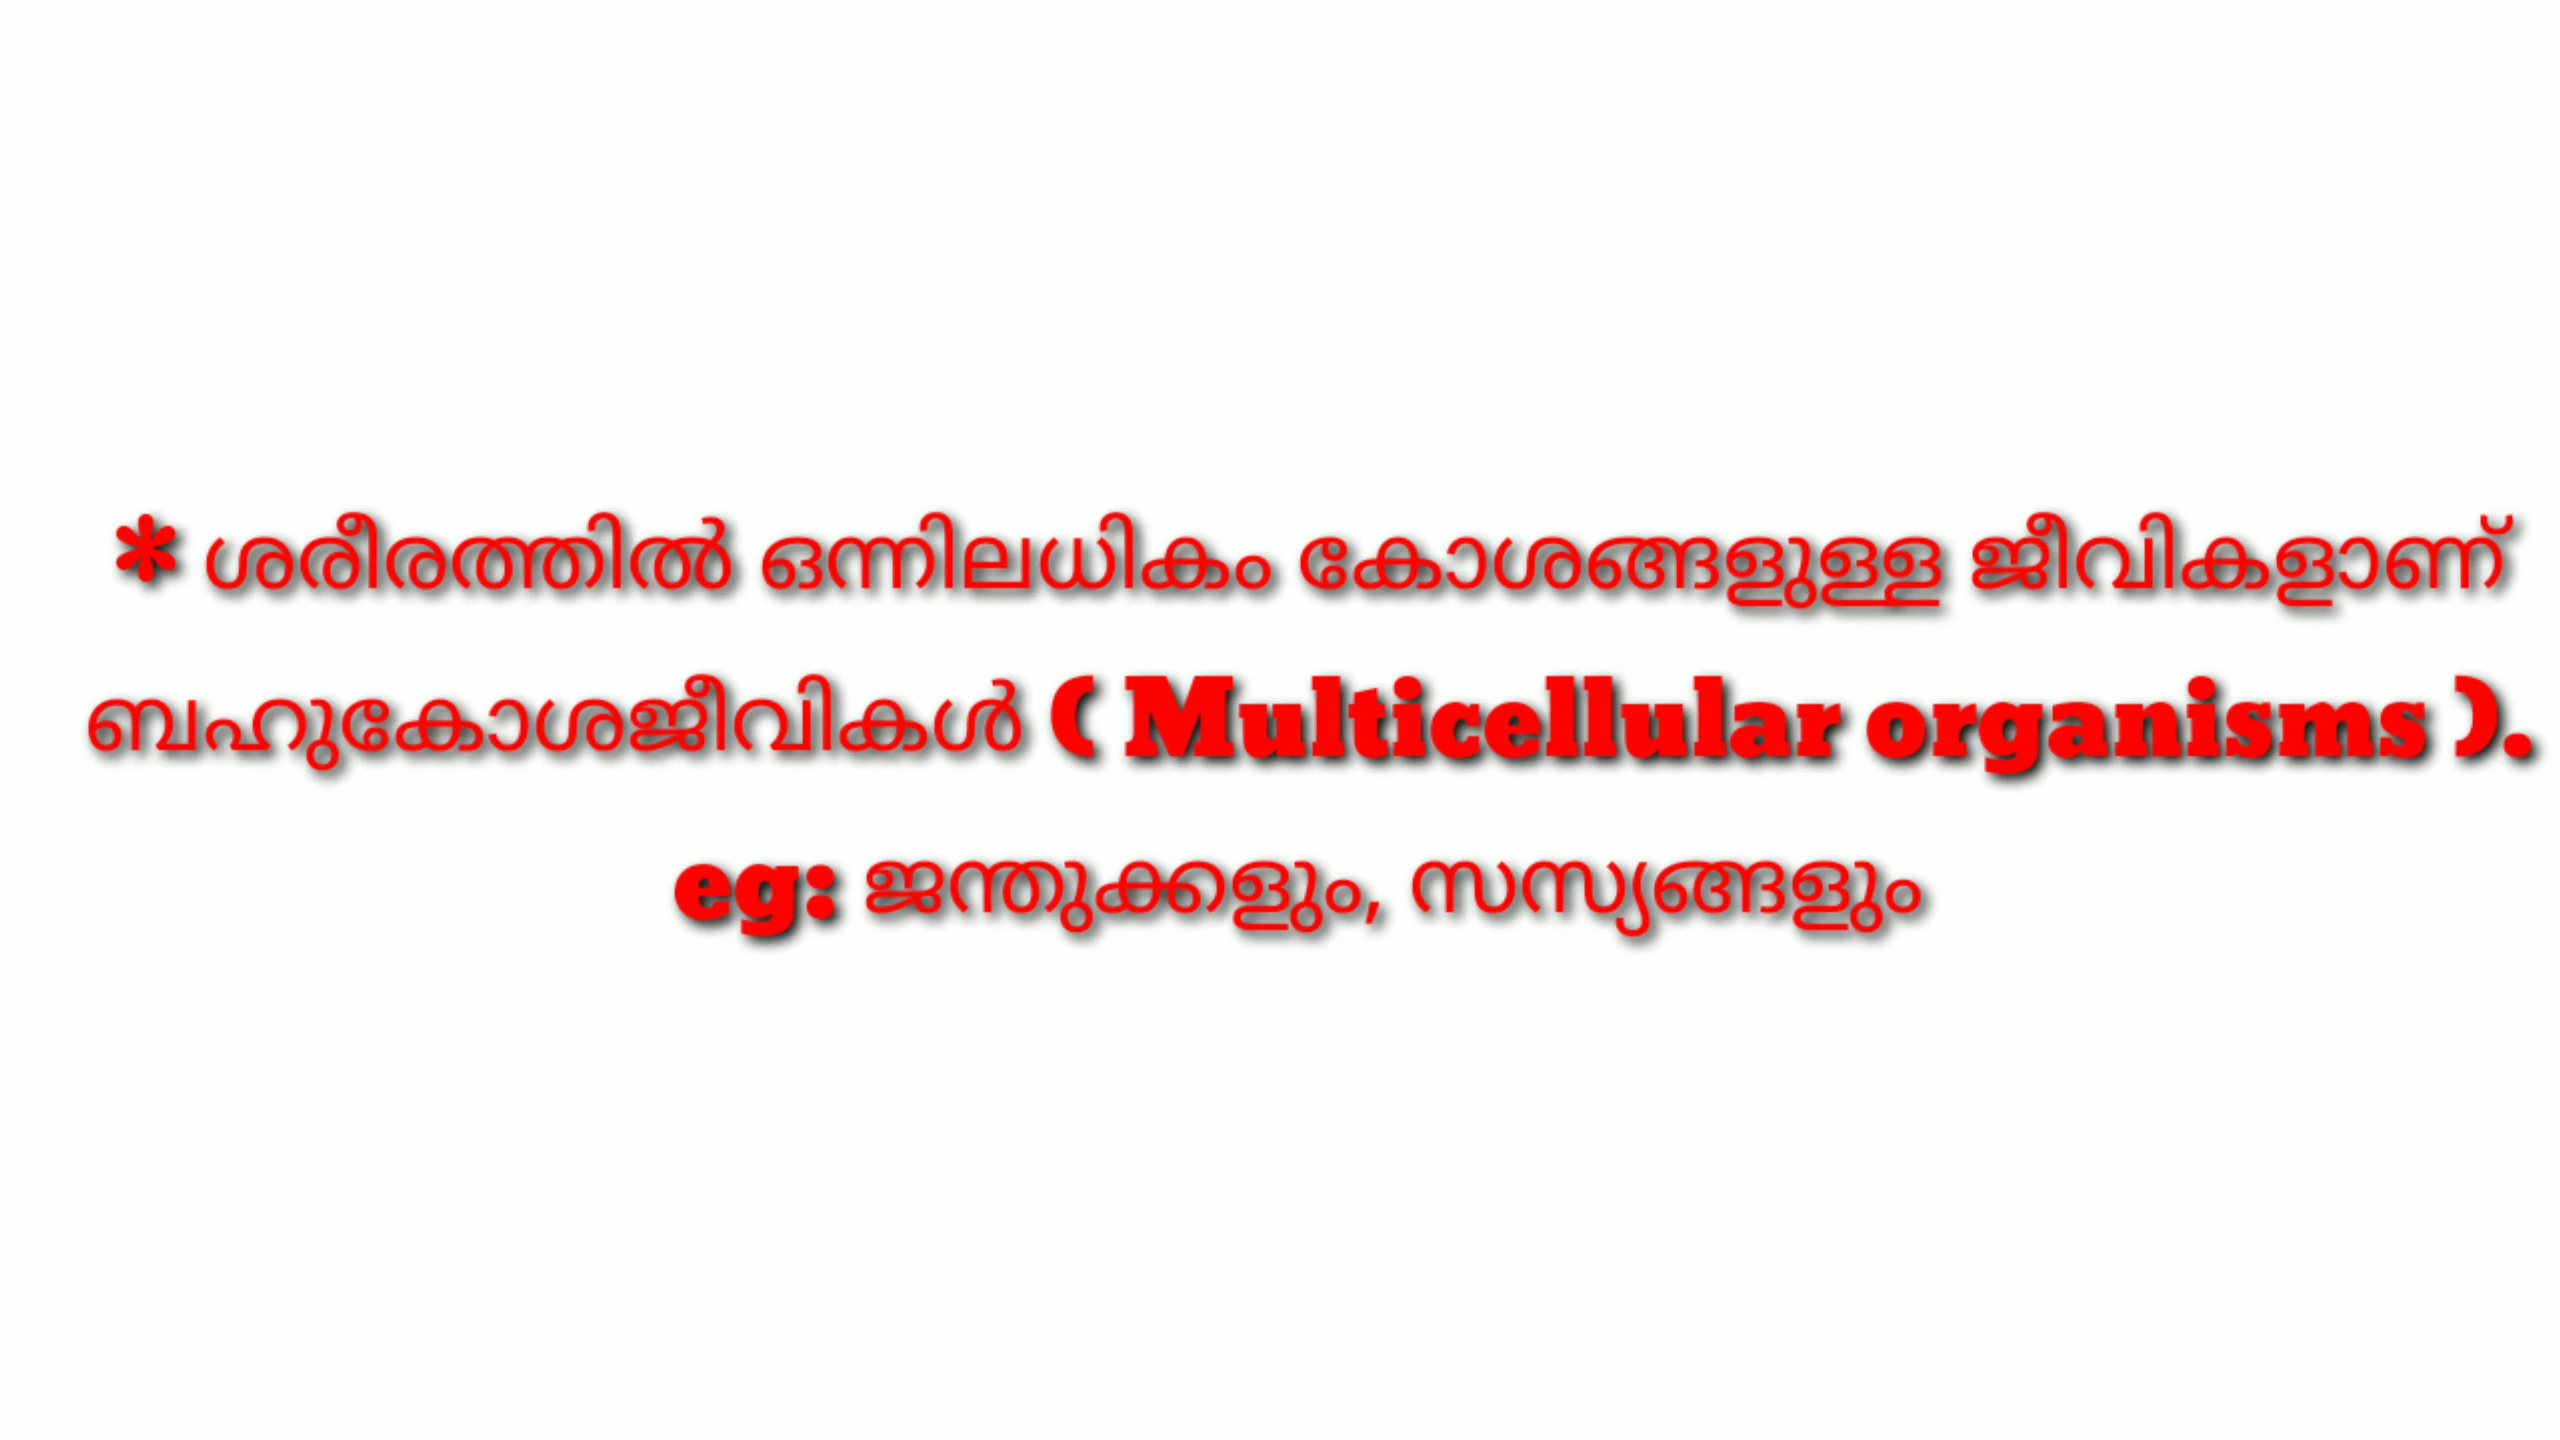 * ശരീരത്തിൽ ഒന്നിലധികം കോശങ്ങളുള്ള ജീവികളാണ്
ബഹുകോശജീവികൾ ( Multicellular organisms ).
eg: ജന്തുക്കളും, സസ്യങ്ങളും